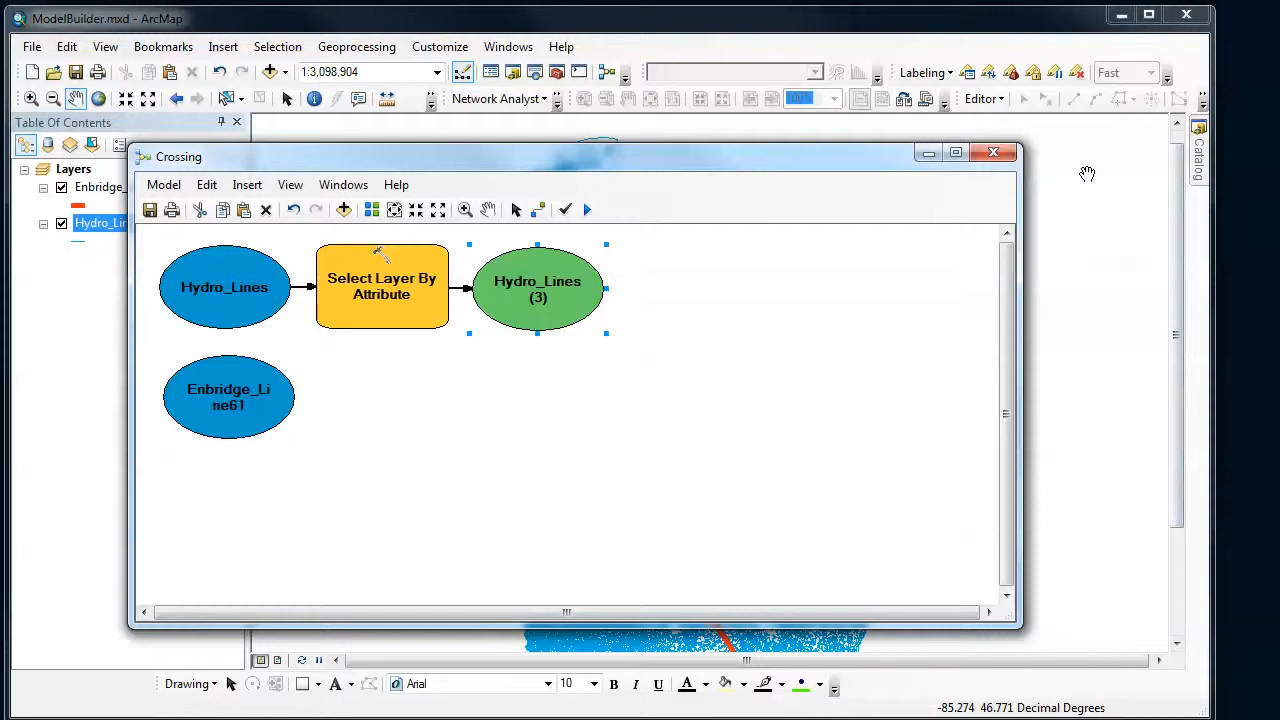 ModelBuilder.mxd - ArcMap
File Edit View Bookmarks Insert Selection Geoprocessing Customize Windows Help
1:3,098,904
Labeling
Fast
Network Analyst
100%
Editor
Table Of Contents
Layers
Enbridge_
Hydro_Lin
Catalog
Crossing
Model Edit Insert View Windows Help
Hydro_Lines
Select Layer By
Attribute
Hydro_Lines
(3)
Enbridge_Li
ne61
Drawing
A
Arial
10
B I U A
-85.274 46.771 Decimal Degrees